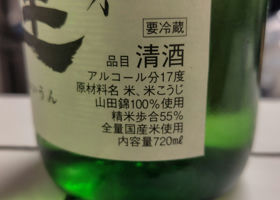 要冷蔵
品目 清酒
アルコール分17度
原材料名 米、米こうじ
山田錦100%使用
精米歩合55%
全量国産米使用
内容量720㎖
うん